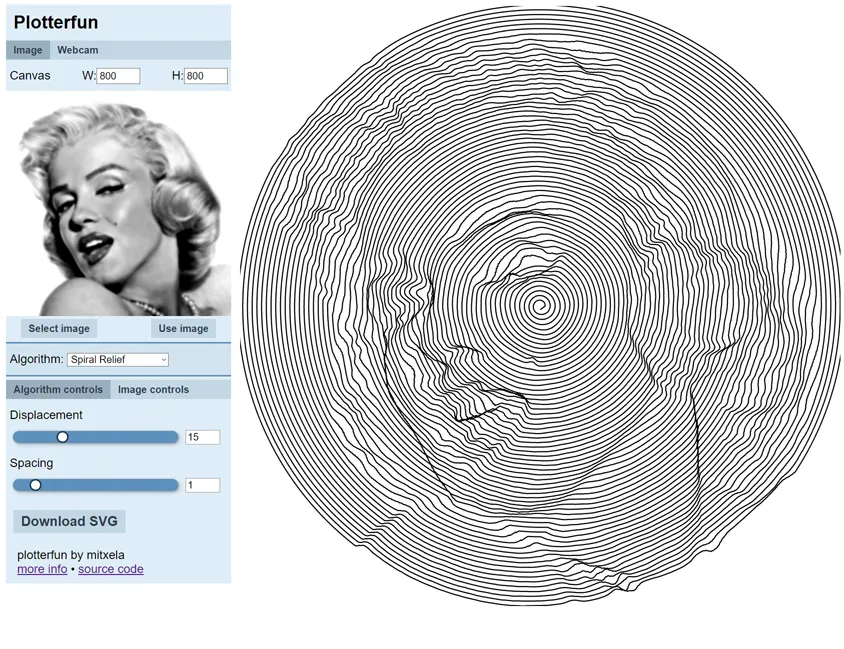 Plotterfun
Image Webcam
Canvas W: 800 H: 800
Select image Use image
Algorithm: Spiral Relief
Algorithm controls Image controls
Displacement
15
Spacing
1
Download SVG
plotterfun by mitxela
more info • source code